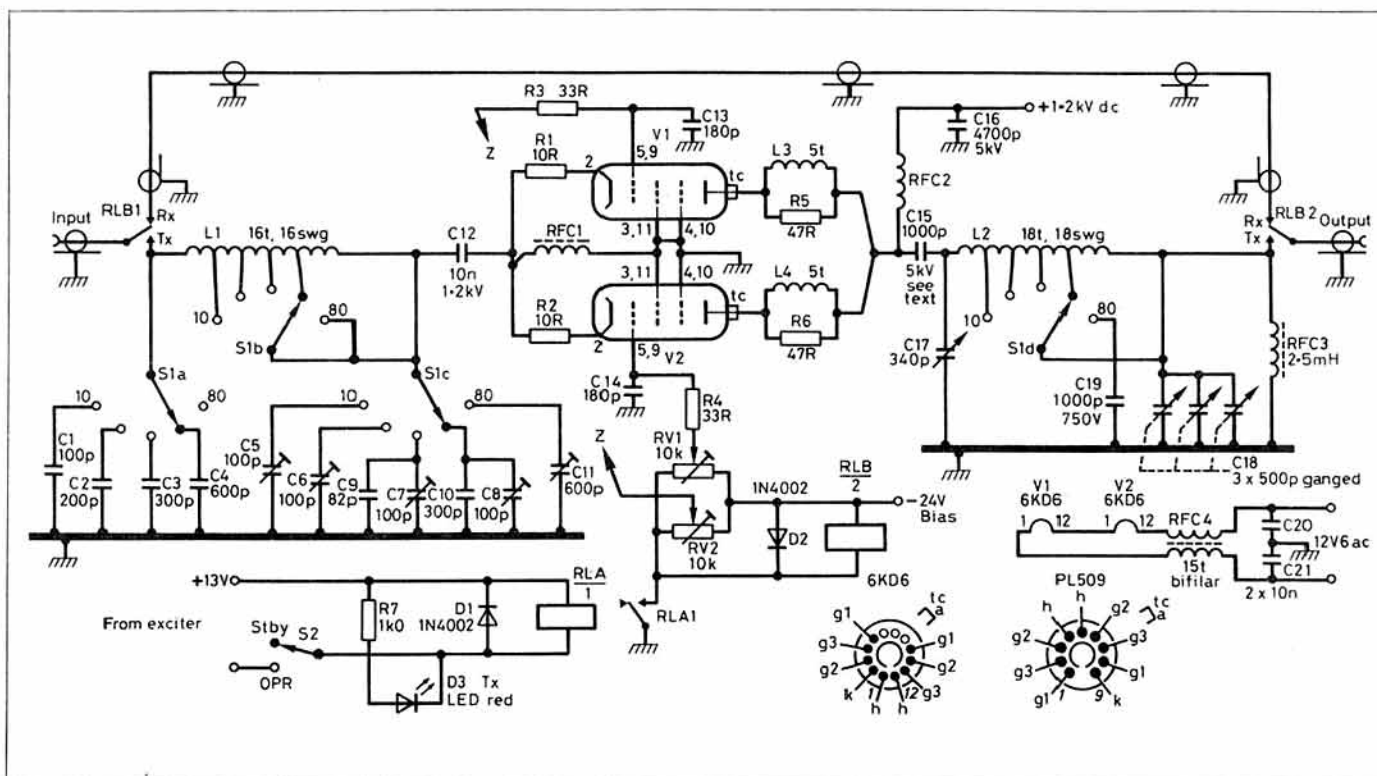 R3 33R
Z
C13
180p
V1
R1
10R
2
5,9
tc
L3 5t
R5
47R
+1·2kV dc
C16
4700p
5kV
RFC2
Input
RLB1
Rx
Tx
L1 16t, 16swg
C12
10n
1·2kV
RFC1
3,11
4,10
3,11
4,10
C15
1000p
5kV
see
text
L2 18t, 18swg
Rx
Tx
RLB2
Output
R2
10R
2
5,9
V2
tc
L4 5t
R6
47R
10
80
S1b
10
80
S1d
C17
340p
C19
1000p
750V
RFC3
2·5mH
S1a
10
80
S1c
10
80
C14
180p
R4
33R
C1
100p
C2
200p
C3
300p
C4
600p
C5
100p
C6
100p
C9
82p
C7
100p
C10
300p
C8
100p
C11
600p
Z
RV1
10k
RV2
10k
1N4002
D2
RLB
2
-24V
Bias
C18
3 x 500p ganged
V1
6KD6
1
12
V2
6KD6
1
12
RFC4
15t
bifilar
C20
12V6 ac
C21
2 x 10n
+13V
From exciter
R7
1k0
D1
1N4002
RLA
1
Stby
S2
OPR
D3 Tx
LED red
RLA1
6KD6
tc
a
g1
g3
g2
k
1
h
h
12
g3
g2
g1
PL509
tc
a
h
h
g2
g3
g1
k
9
1
g1
g3
g2